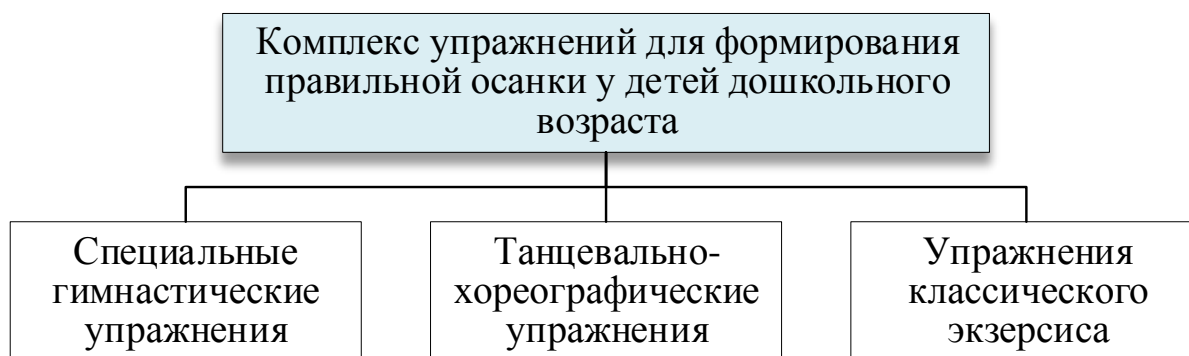 Комплекс упражнений для формирования
правильной осанки у детей дошкольного
возраста
Специальные
гимнастические
упражнения
Танцевально-
хореографические
упражнения
Упражнения
классического
экзерсиса